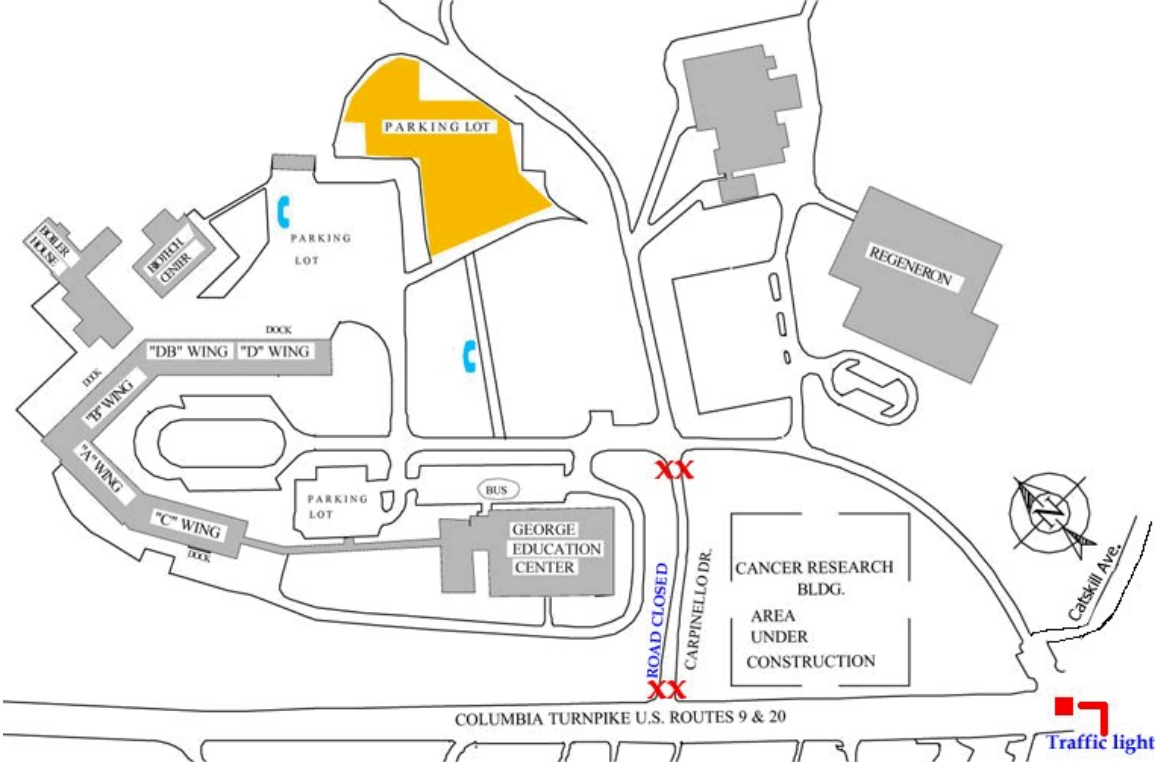 PARKING LOT
BOILER
HOUSE
BIOTECH
CENTER
PARKING
LOT
REGENERON
DOCK
"DB" WING
"D" WING
DOCK
"B" WING
"A" WING
PARKING
LOT
"C" WING
DOCK
BUS
GEORGE
EDUCATION
CENTER
XX
ROAD CLOSED
CARPINELLO DR.
XX
CANCER RESEARCH
BLDG.
AREA
UNDER
CONSTRUCTION
N
Catskill Ave.
COLUMBIA TURNPIKE U.S. ROUTES 9 & 20
Traffic light